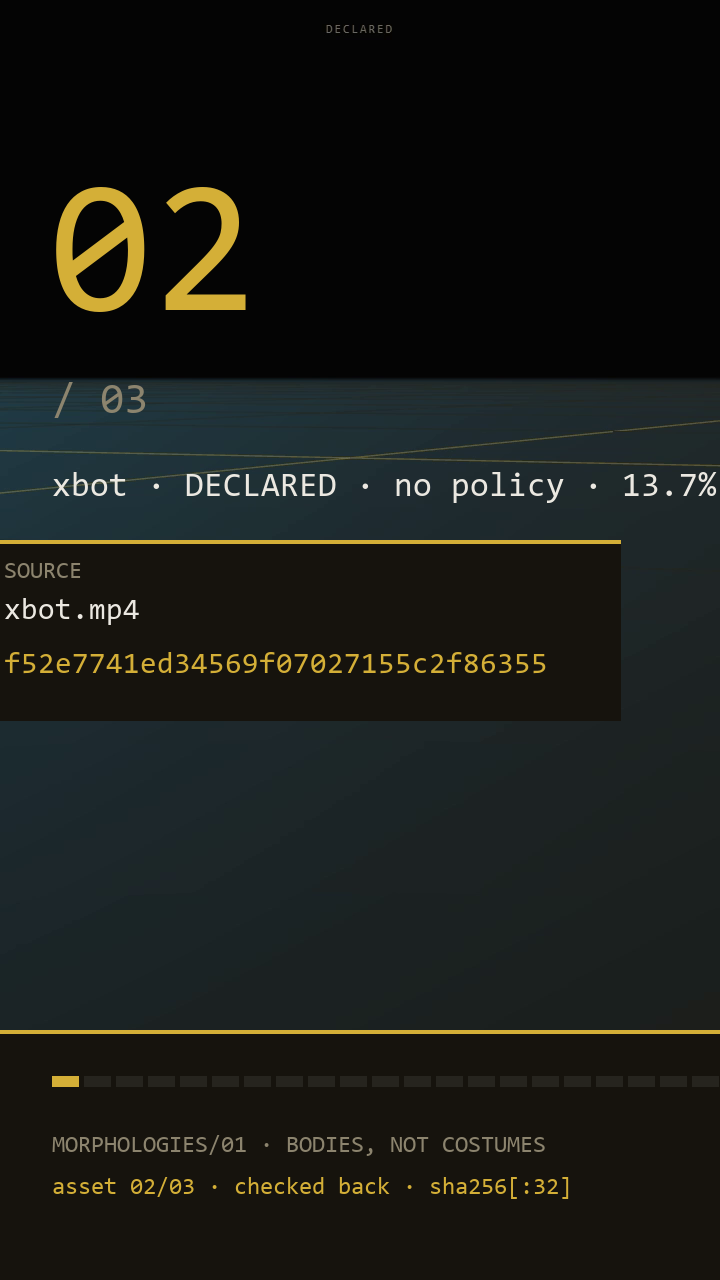 DECLARED
02
/ 03
xbot · DECLARED · no policy · 13.7%
SOURCE
xbot.mp4
f52e7741ed34569f07027155c2f86355
MORPHOLOGIES/01 · BODIES, NOT COSTUMES
asset 02/03 · checked back · sha256[:32]